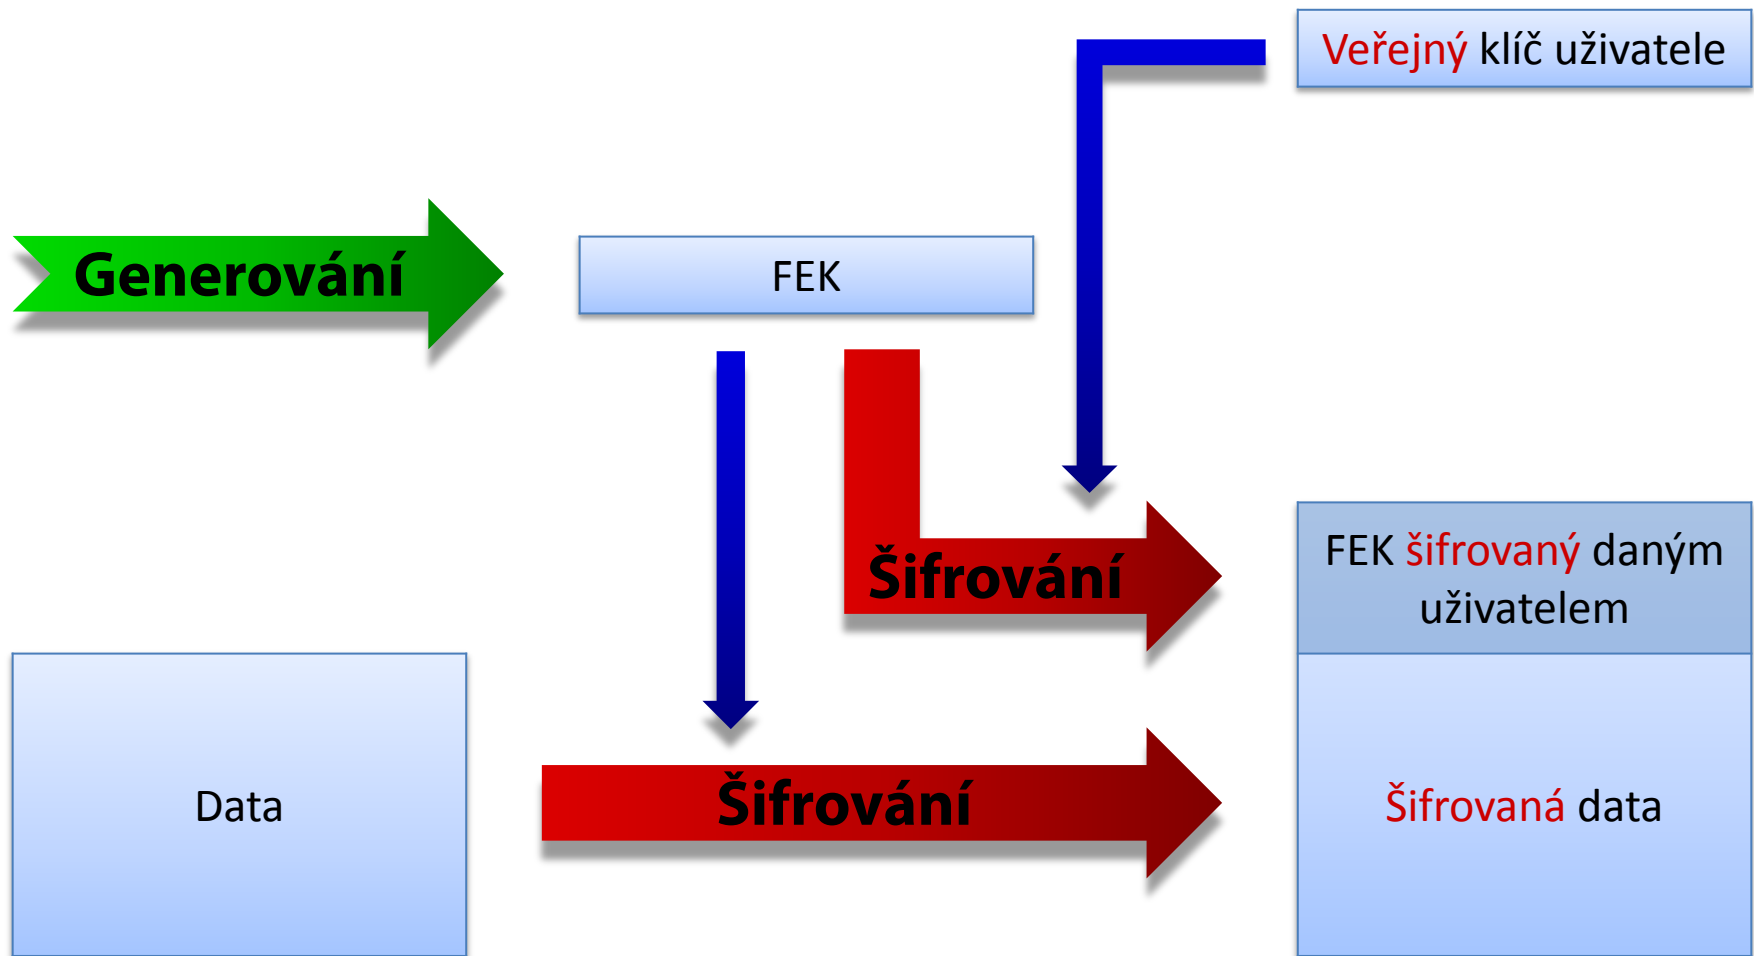 Veřejný klíč uživatele
Generování
FEK
Šifrování
FEK šifrovaný daným
uživatelem
Data
Šifrování
Šifrovaná data